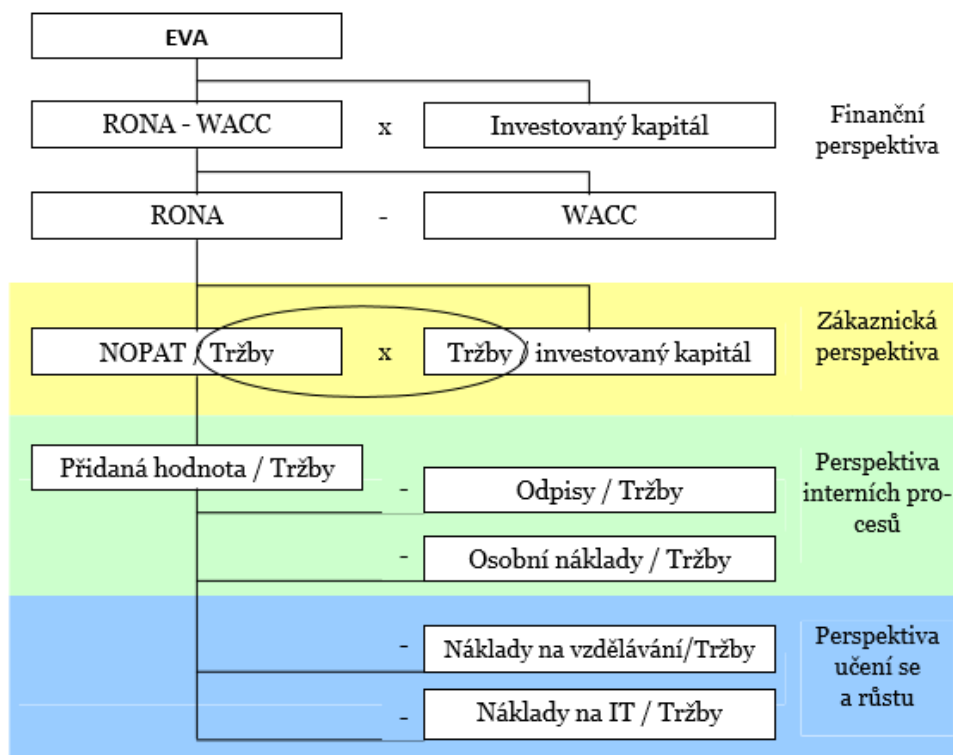 EVA
RONA - WACC
x
Investovaný kapitál
Finanční
perspektiva
RONA
-
WACC
NOPAT / Tržby
x
Tržby / investovaný kapitál
Zákaznická
perspektiva
Přidaná hodnota / Tržby
-
Odpisy / Tržby
-
Osobní náklady / Tržby
Perspektiva
interních pro-
cesů
-
Náklady na vzdělávání/Tržby
-
Náklady na IT / Tržby
Perspektiva
učení se
a růstu